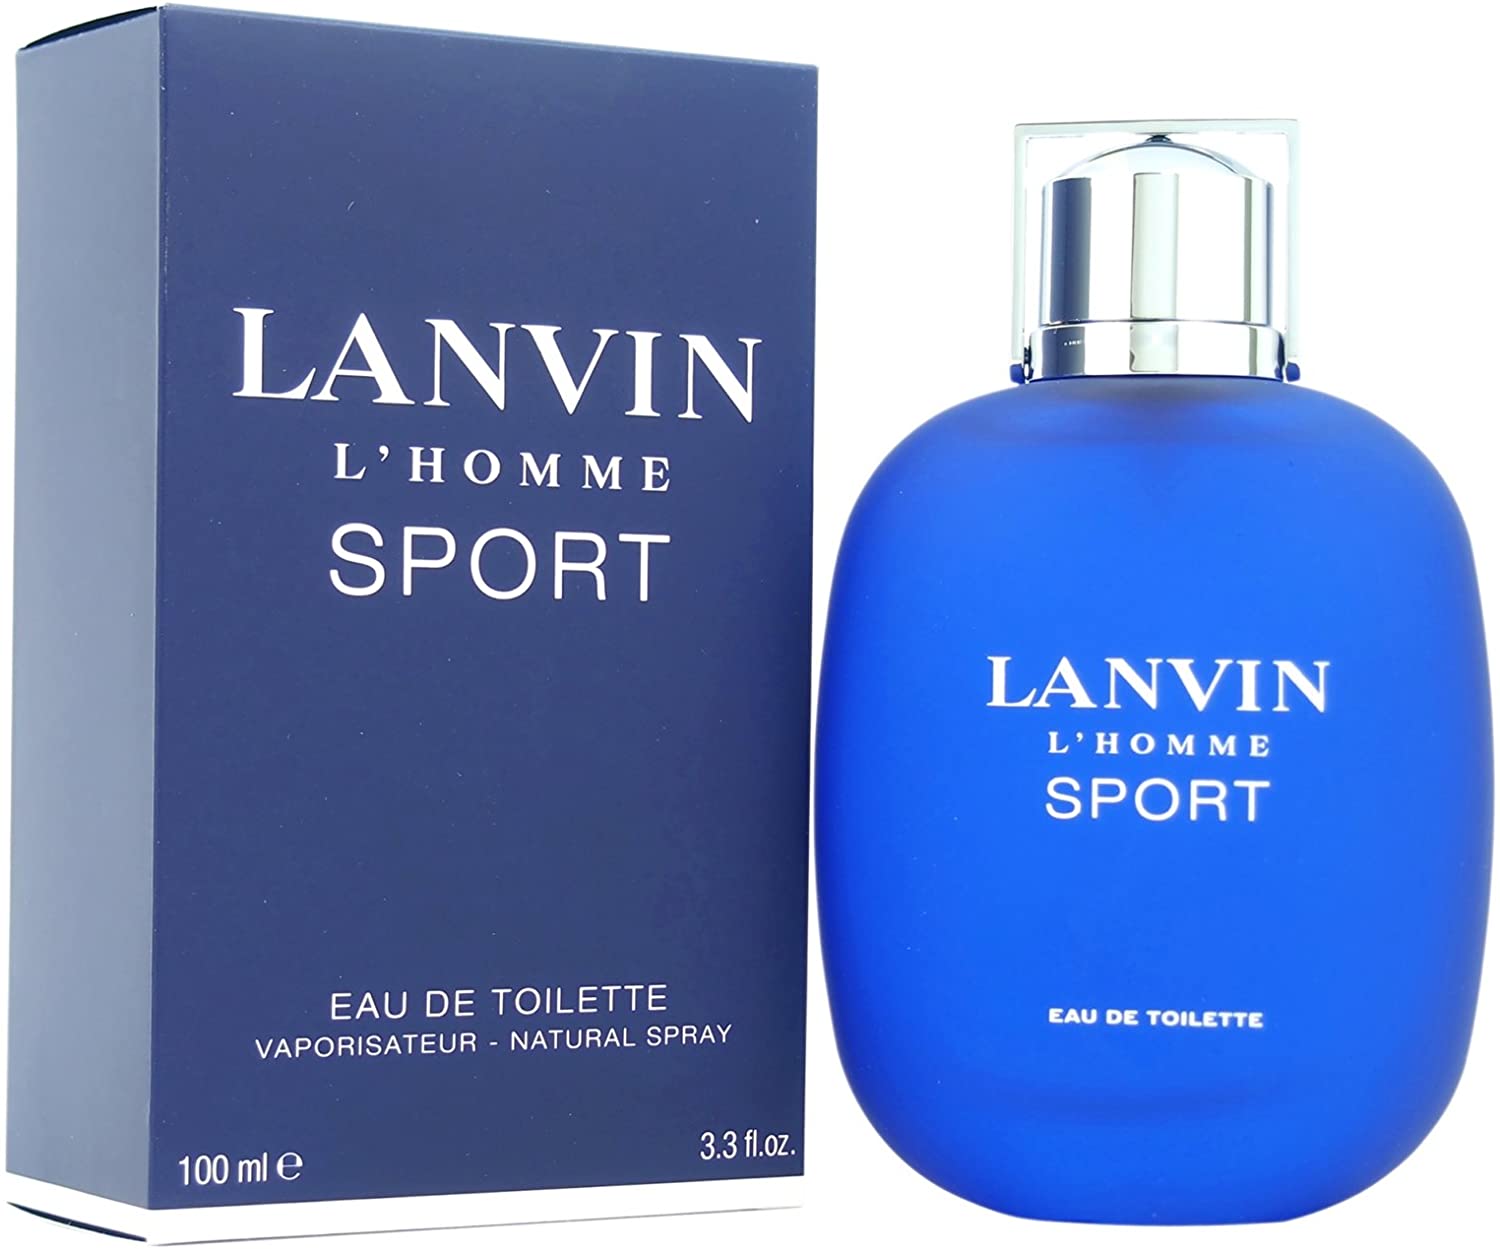 LANVIN
L'HOMME
SPORT
EAU DE TOILETTE
VAPORISATEUR - NATURAL SPRAY
100 ml ℮
3.3 fl.oz.
LANVIN
L'HOMME
SPORT
EAU DE TOILETTE